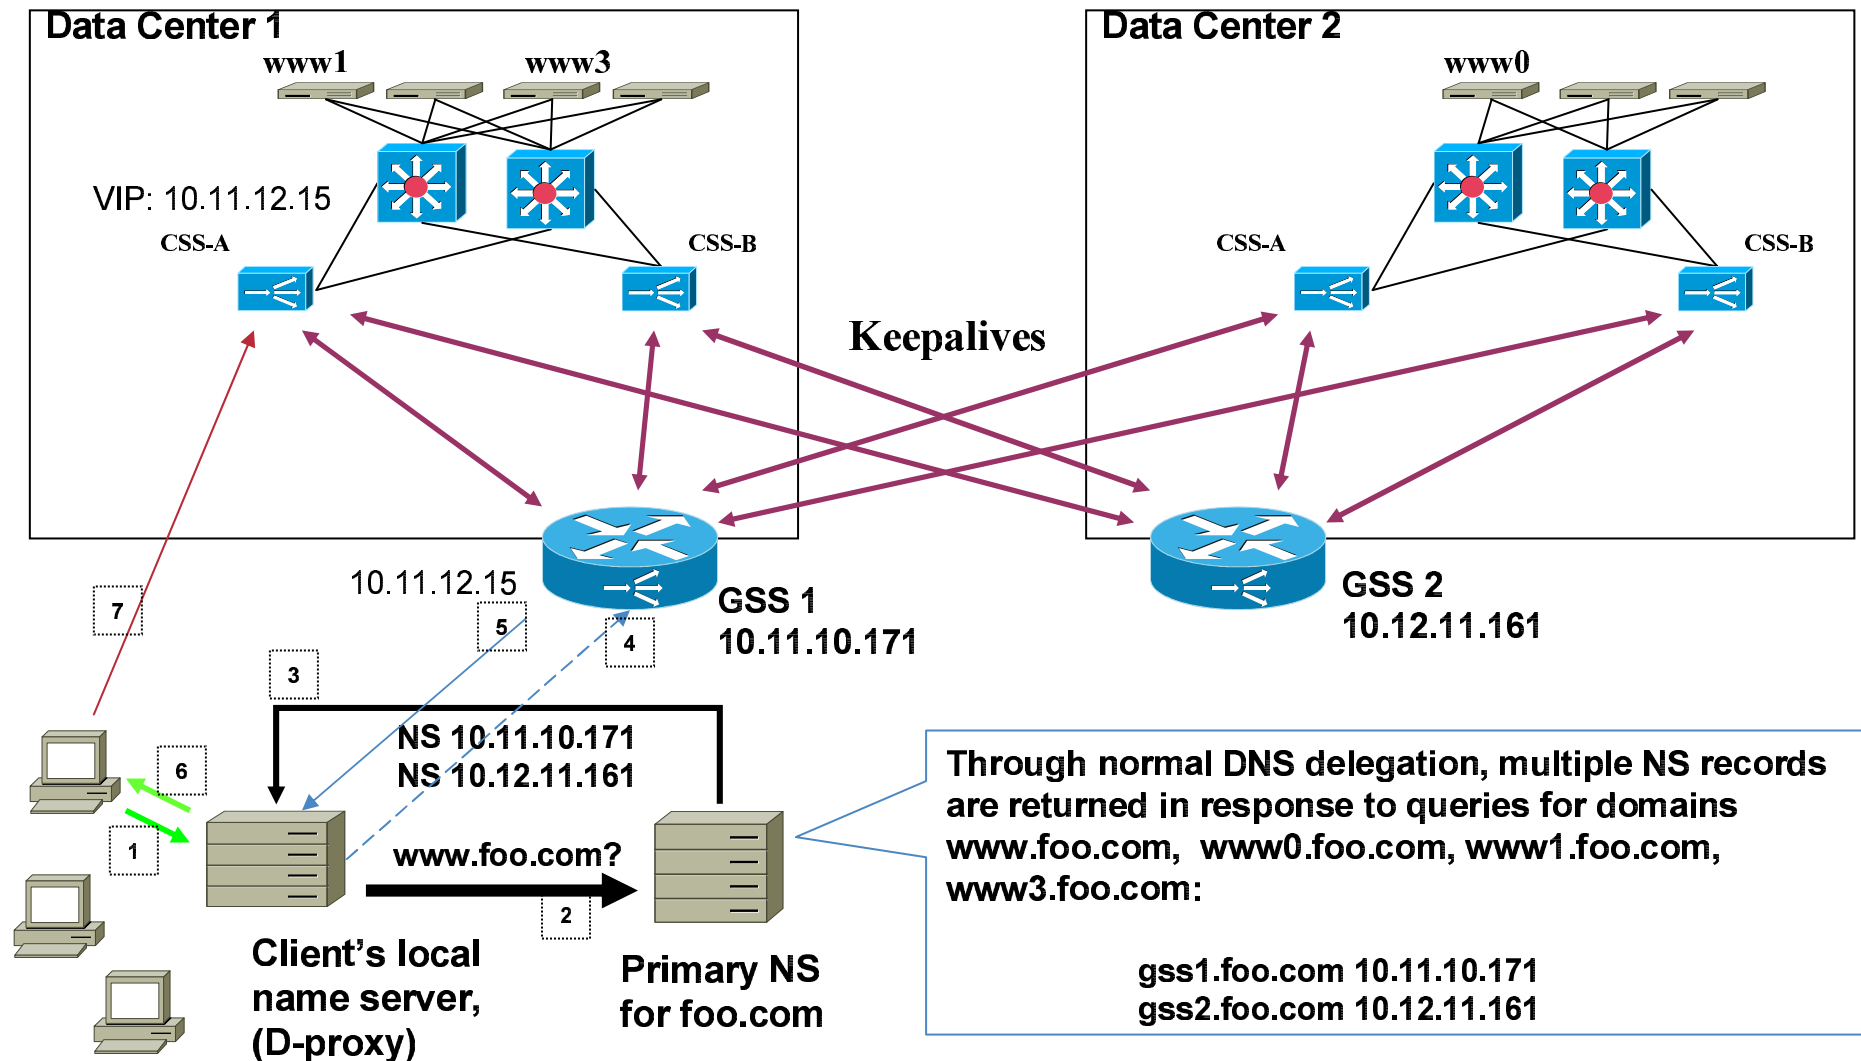 Data Center 1
www1
www3
VIP: 10.11.12.15
CSS-A
CSS-B
Data Center 2
www0
CSS-A
CSS-B
Keepalives
GSS 1
10.11.10.171
GSS 2
10.12.11.161
10.11.12.15
7
5
4
3
NS 10.11.10.171
NS 10.12.11.161
6
1
www.foo.com?
2
Client’s local
name server,
(D-proxy)
Primary NS
for foo.com
Through normal DNS delegation, multiple NS records
are returned in response to queries for domains
www.foo.com, www0.foo.com, www1.foo.com,
www3.foo.com:
gss1.foo.com 10.11.10.171
gss2.foo.com 10.12.11.161